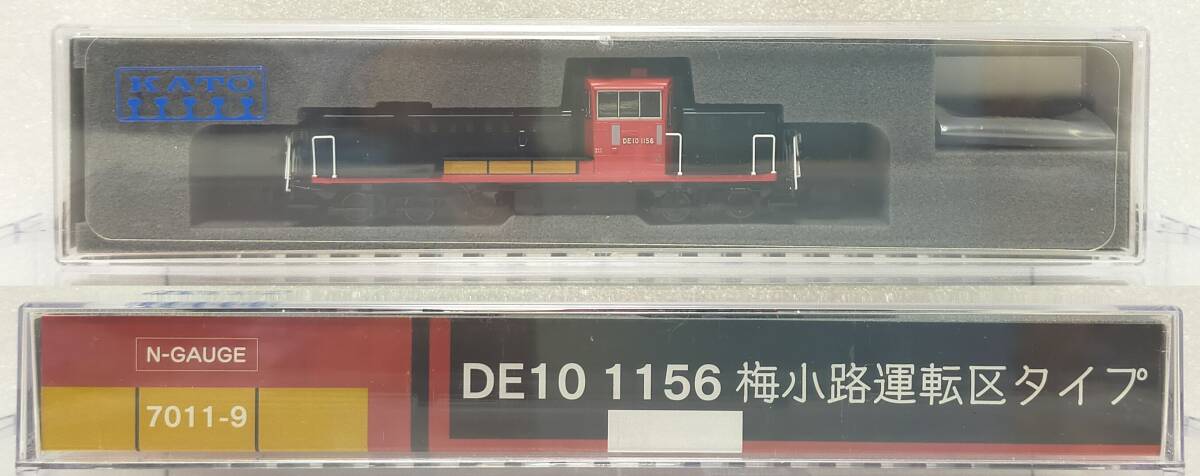 KATO
DE10 1156
N-GAUGE
7011-9
DE10 1156 梅小路運転区タイプ